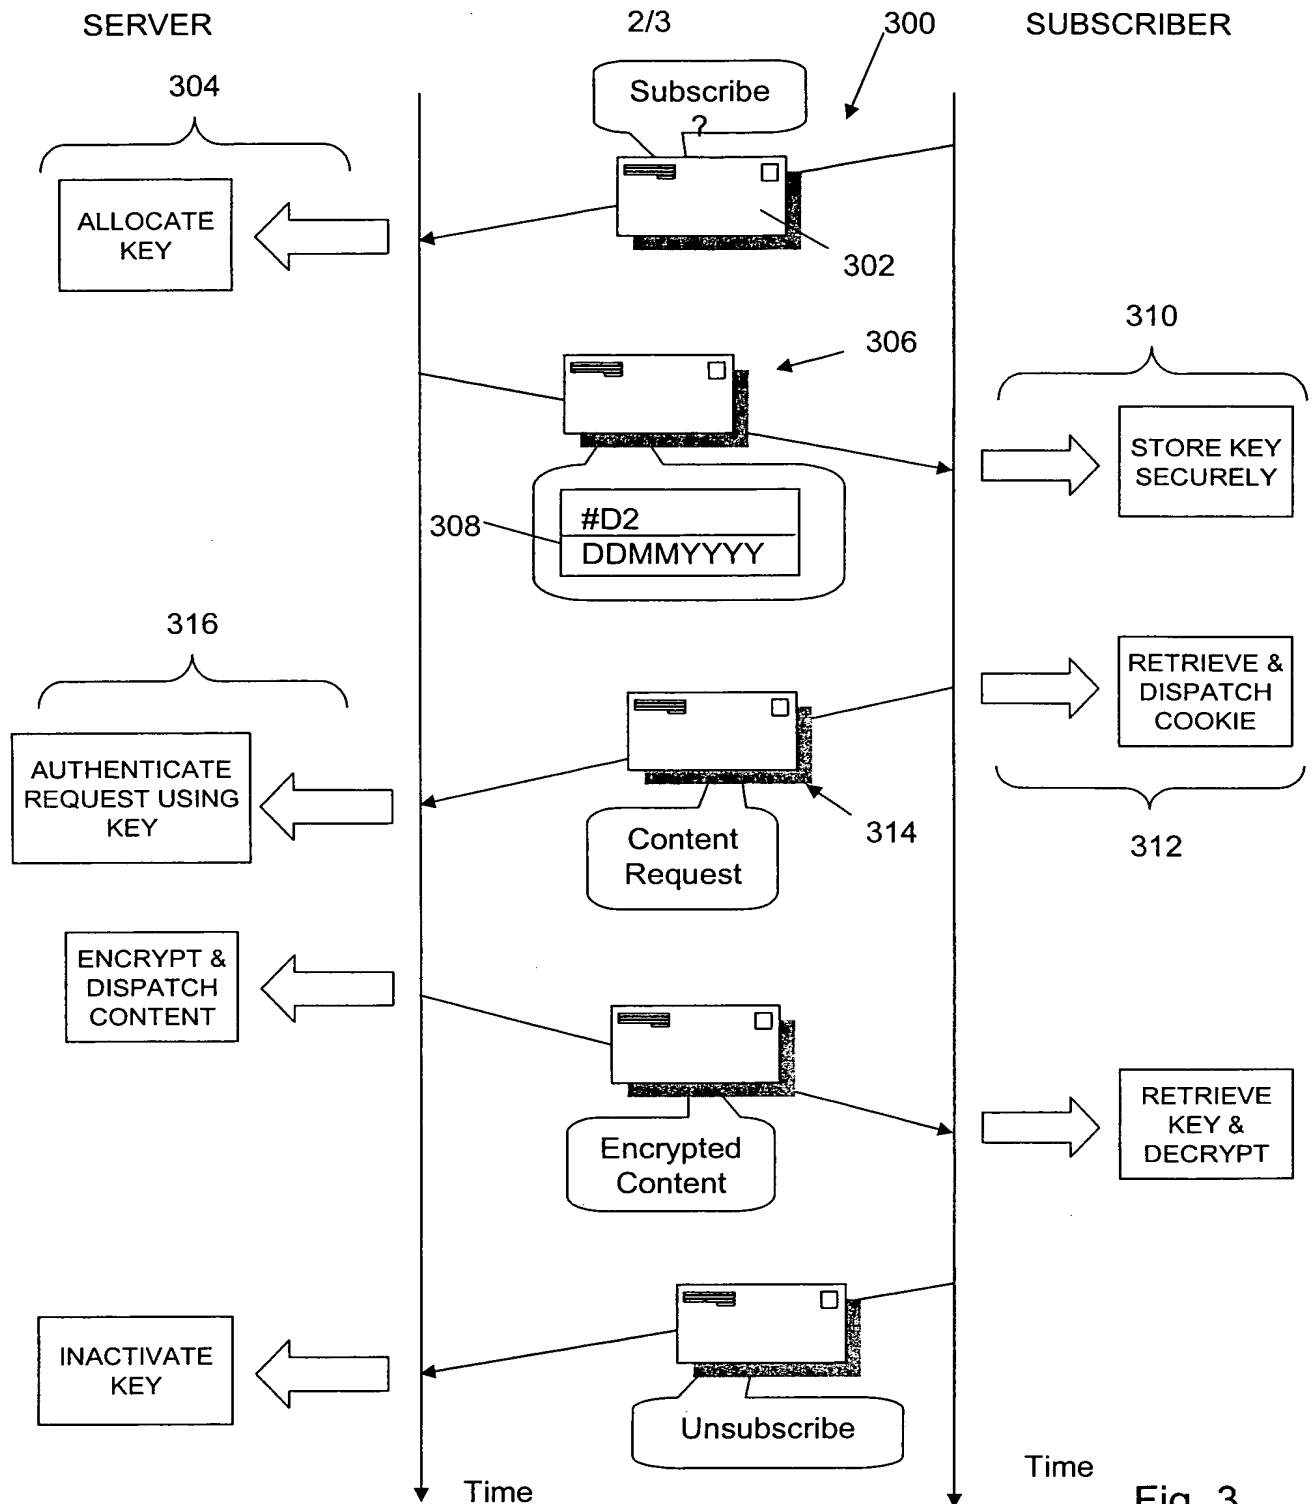 SERVER
2/3
300
SUBSCRIBER
304
Subscribe
?
ALLOCATE
KEY
302
306
310
STORE KEY
SECURELY
308
#D2
DDMMYYYY
316
RETRIEVE &
DISPATCH
COOKIE
AUTHENTICATE
REQUEST USING
KEY
Content
Request
314
312
ENCRYPT &
DISPATCH
CONTENT
Encrypted
Content
RETRIEVE
KEY &
DECRYPT
INACTIVATE
KEY
Unsubscribe
Time
Time
Fig. 3